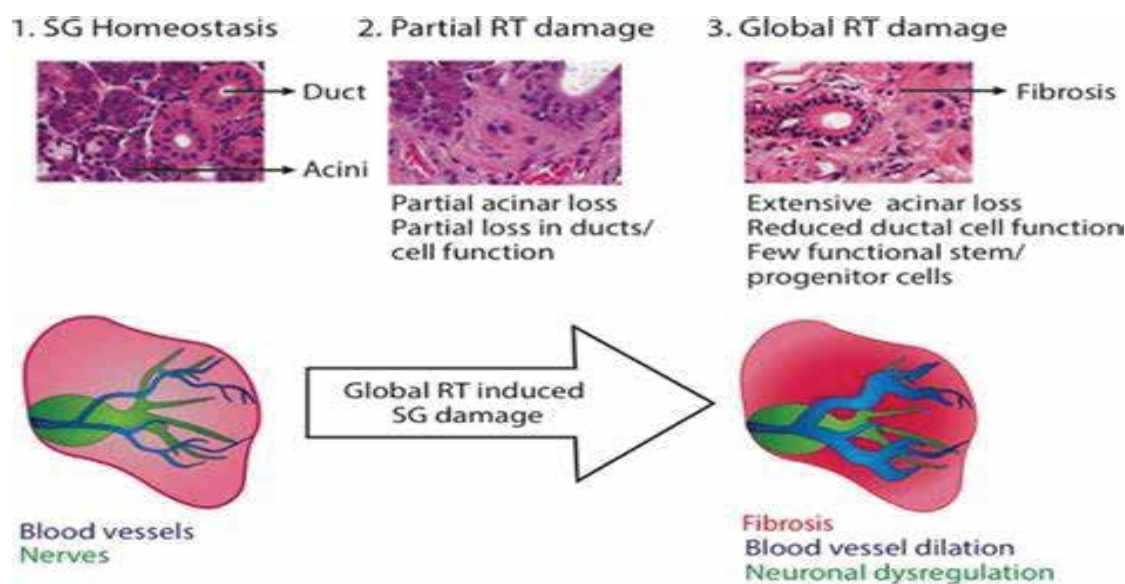 1. SG Homeostasis
2. Partial RT damage
3. Global RT damage
Duct
Acini
Fibrosis
Partial acinar loss
Partial loss in ducts/
cell function
Extensive acinar loss
Reduced ductal cell function
Few functional stem/
progenitor cells
Global RT induced
SG damage
Blood vessels
Nerves
Fibrosis
Blood vessel dilation
Neuronal dysregulation